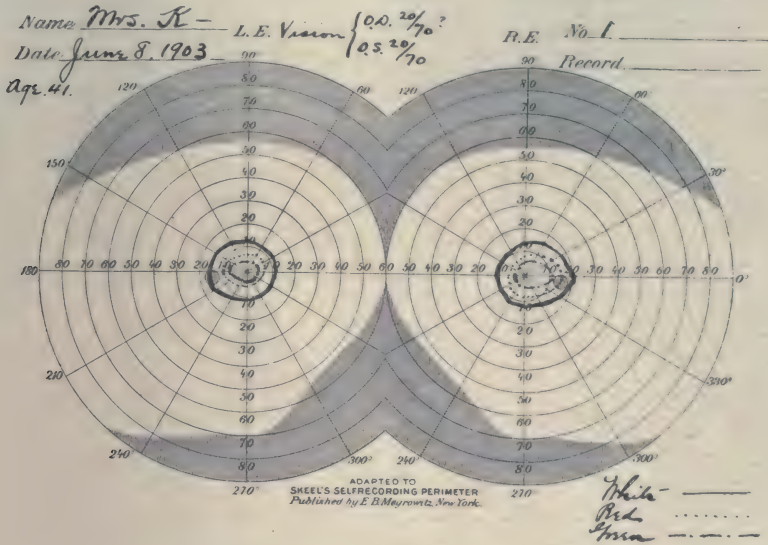 Name Mrs. K— L.E. Vision { O.D. 20/70? R.E. No 1
Date June 8, 1903 O.S. 20/70 Record
Age. 41.
90 90
120 60 120 60
80 80
70 70
60 60
150 50 50 30°
40 40
30 30
20 20
10 10
180 80 70 60 50 40 30 20 10 10 20 30 40 50 60 50 40 30 20 10 10 20 30 40 50 60 70 80 0°
10 10
20 20
30 30
40 40
210 50 50 330°
60 60
70 70
240° 300° 240° 300°
80 80
270° 270
ADAPTED TO
SKEEL'S SELFRECORDING PERIMETER
Published by E.B. Meyrowitz, New York.
White
Red
Green